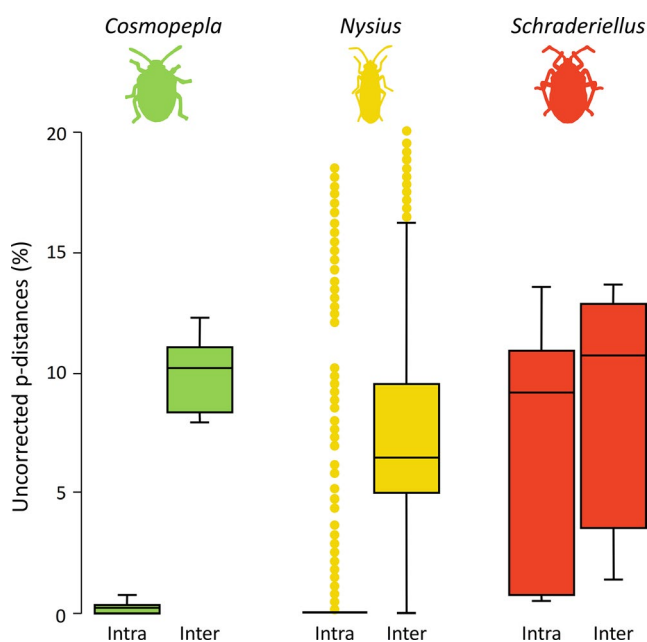 Cosmopepla Nysius Schraderiellus
20
15
10
5
0
Uncorrected p-distances (%)
Intra Inter Intra Inter Intra Inter